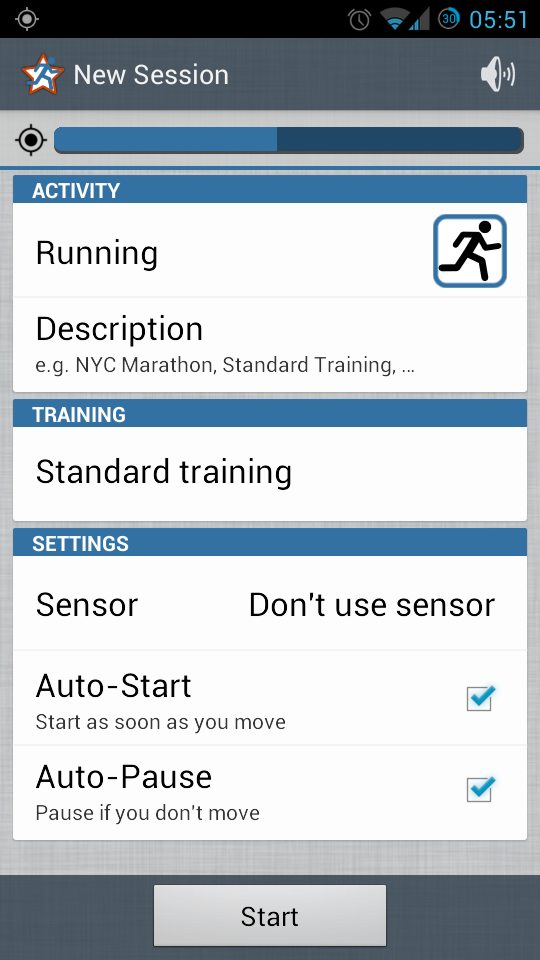 30 05:51
New Session
ACTIVITY
Running
Description
e.g. NYC Marathon, Standard Training, ...
TRAINING
Standard training
SETTINGS
Sensor Don't use sensor
Auto-Start
Start as soon as you move
Auto-Pause
Pause if you don't move
Start